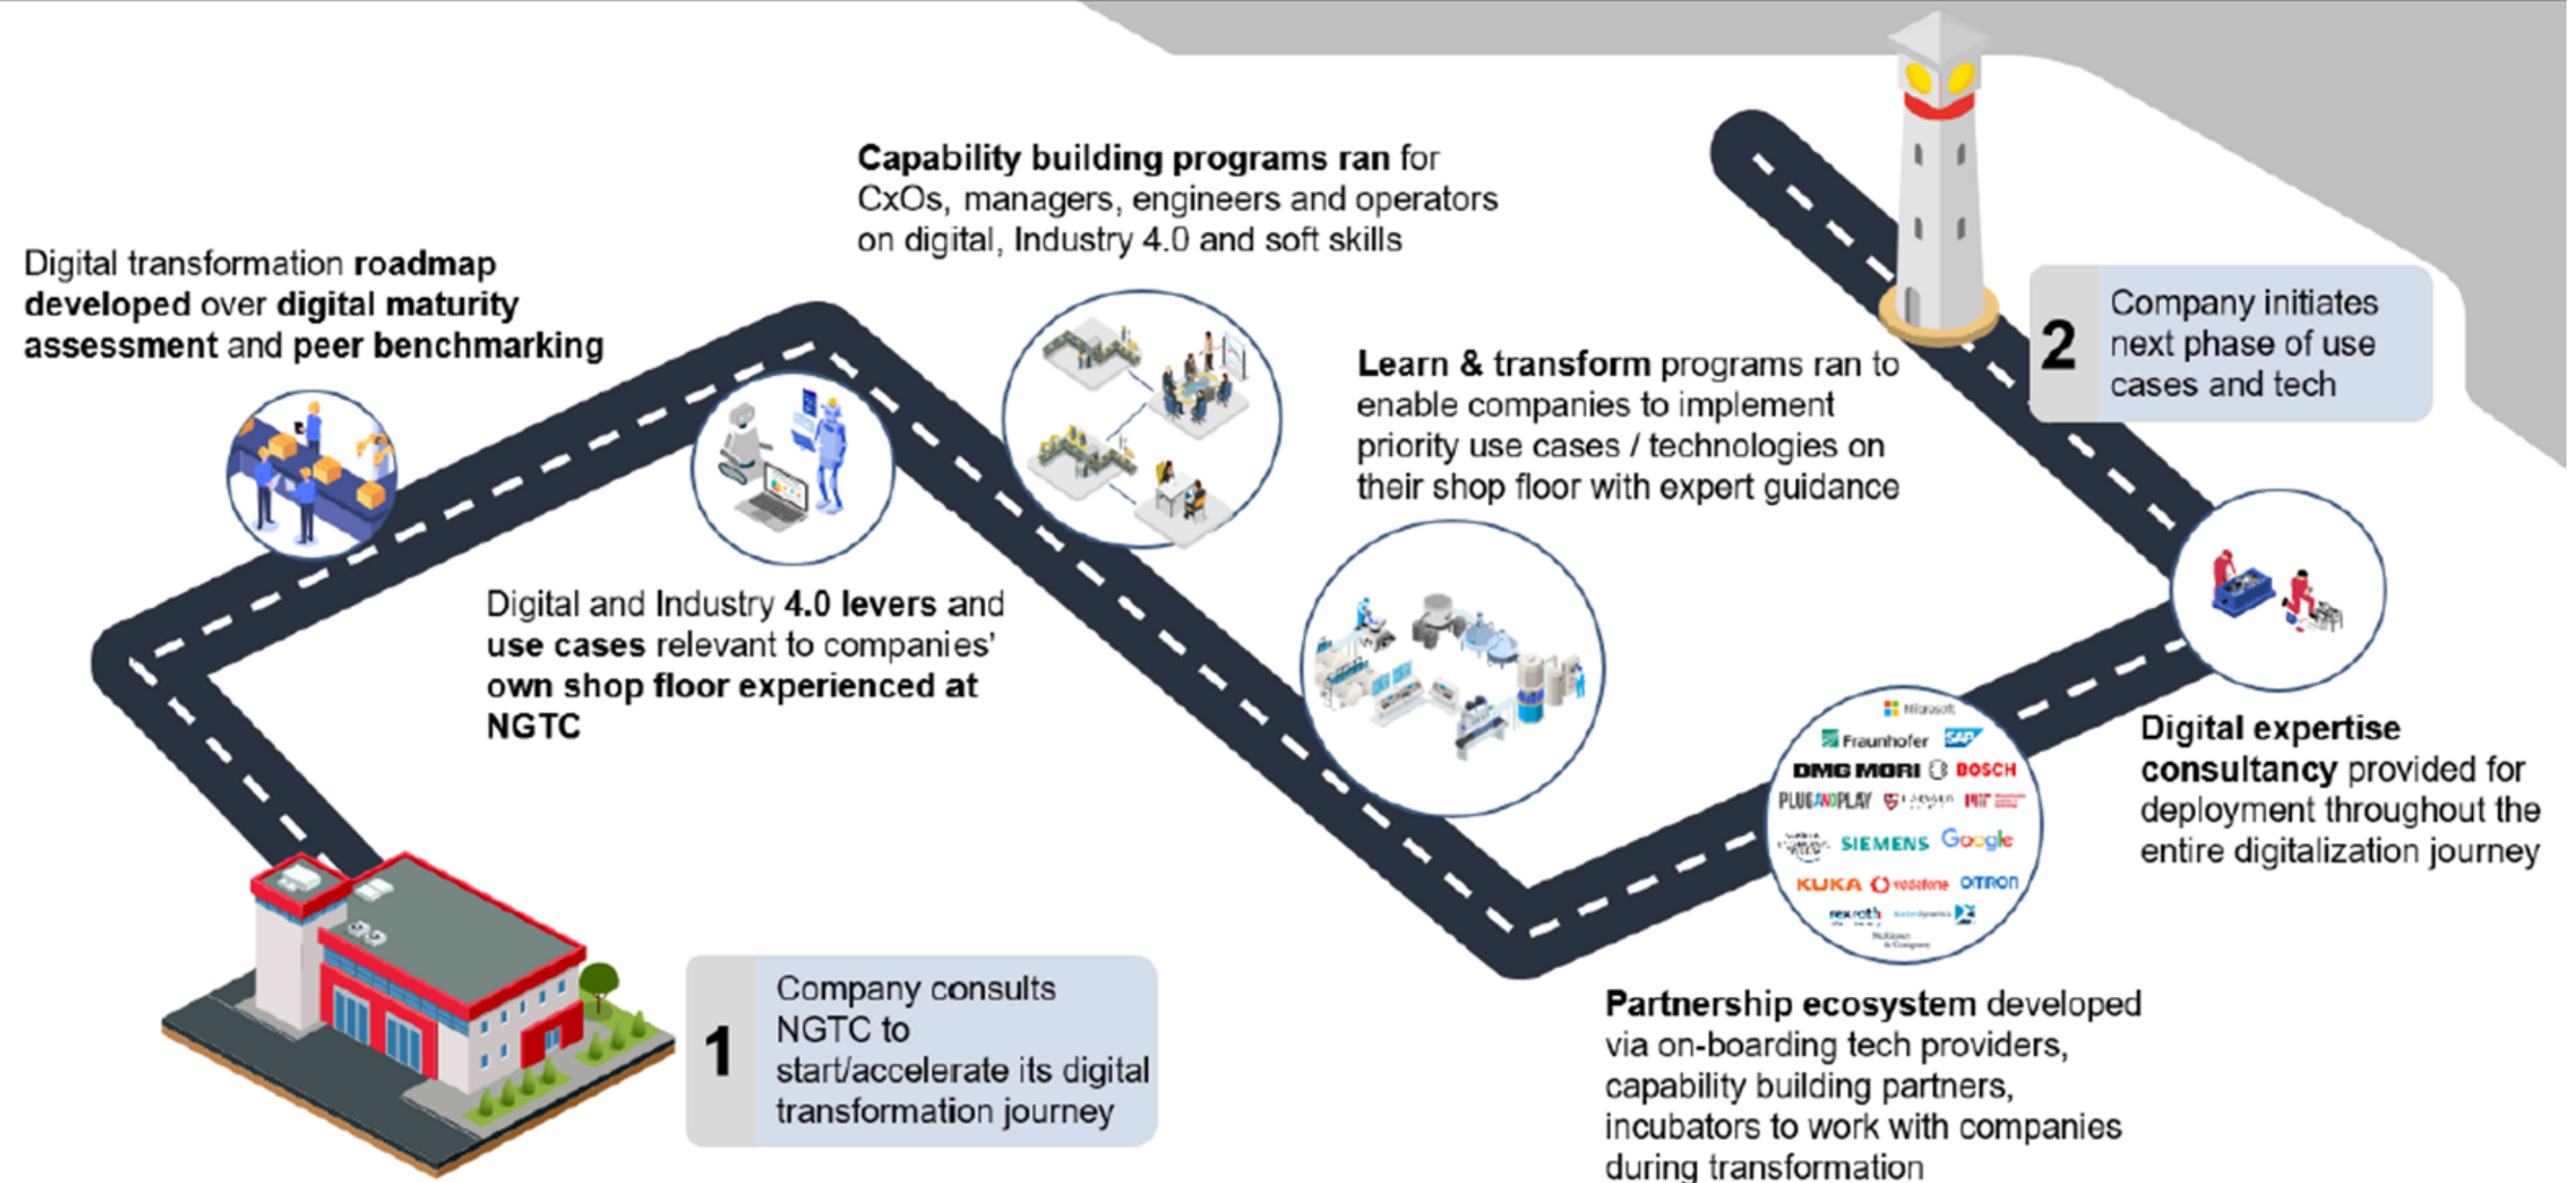 Capability building programs ran for
CxOs, managers, engineers and operators
on digital, Industry 4.0 and soft skills
Digital transformation roadmap
developed over digital maturity
assessment and peer benchmarking
2
Company initiates
next phase of use
cases and tech
Learn & transform programs ran to
enable companies to implement
priority use cases / technologies on
their shop floor with expert guidance
Digital and Industry 4.0 levers and
use cases relevant to companies'
own shop floor experienced at
NGTC
Microsoft
Fraunhofer SAP
DMG MORI BOSCH
PLUGANDPLAY
SIEMENS Google
KUKA vodafone OMRON
rexroth
McKinsey
& Company
Digital expertise
consultancy provided for
deployment throughout the
entire digitalization journey
1
Company consults
NGTC to
start/accelerate its digital
transformation journey
Partnership ecosystem developed
via on-boarding tech providers,
capability building partners,
incubators to work with companies
during transformation